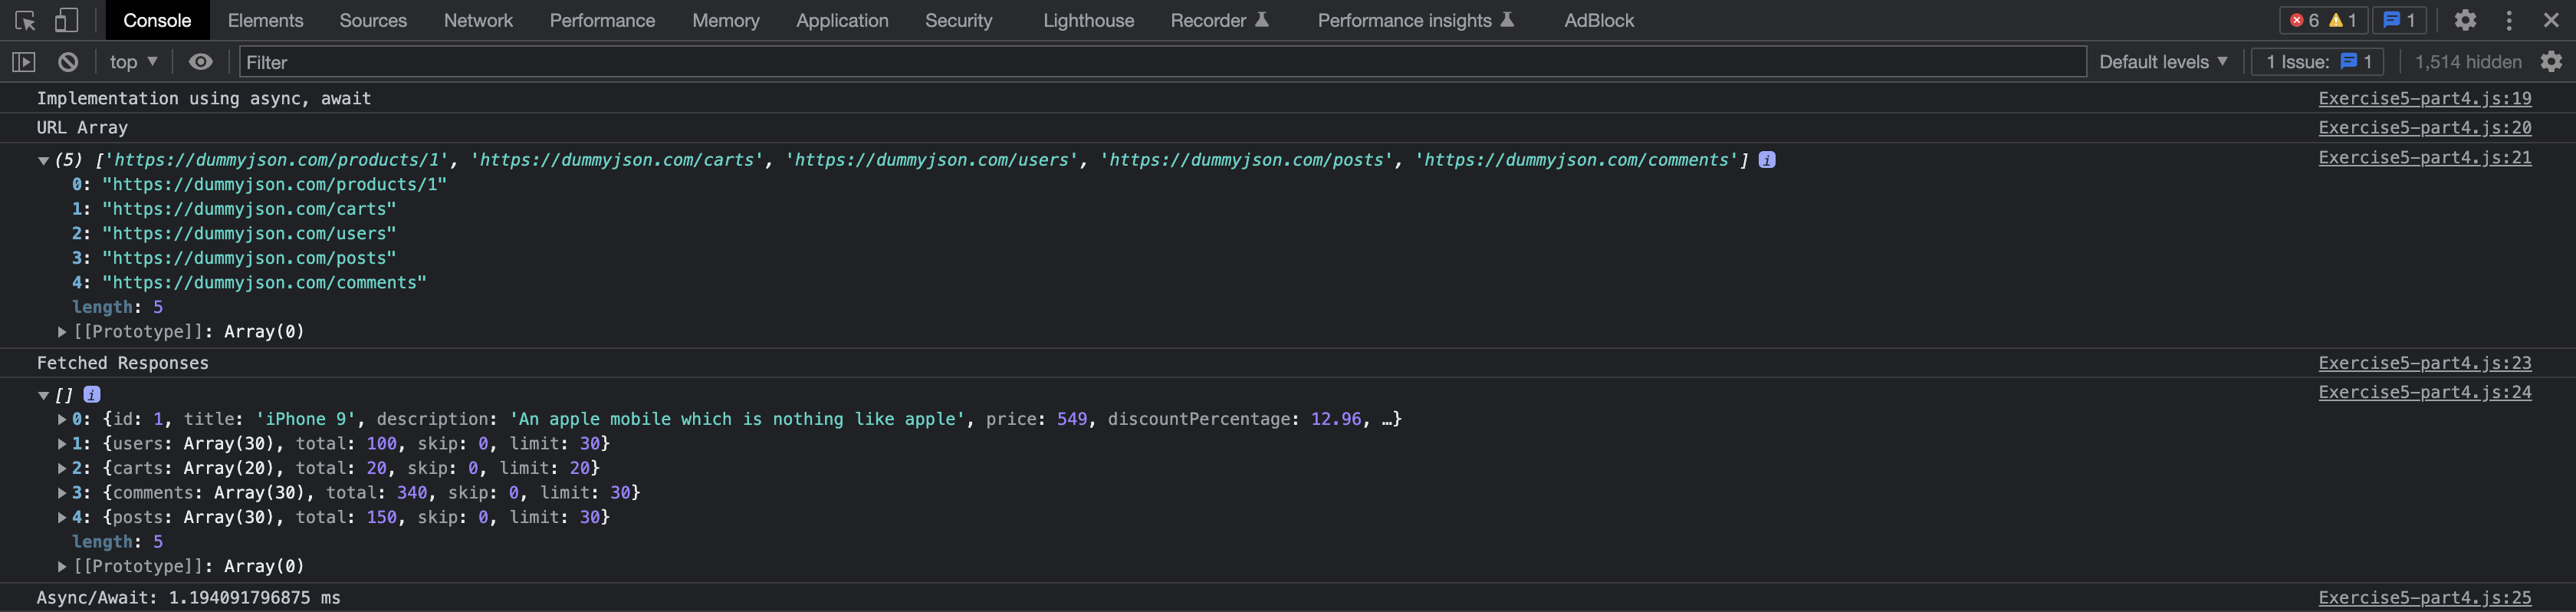 Console Elements Sources Network Performance Memory Application Security Lighthouse Recorder Performance insights AdBlock 6 1 1
top Filter Default levels 1 Issue: 1 1,514 hidden
Implementation using async, await Exercise5-part4.js:19
URL Array Exercise5-part4.js:20
(5) ['https://dummyjson.com/products/1', 'https://dummyjson.com/carts', 'https://dummyjson.com/users', 'https://dummyjson.com/posts', 'https://dummyjson.com/comments'] i Exercise5-part4.js:21
0: "https://dummyjson.com/products/1"
1: "https://dummyjson.com/carts"
2: "https://dummyjson.com/users"
3: "https://dummyjson.com/posts"
4: "https://dummyjson.com/comments"
length: 5
[[Prototype]]: Array(0)
Fetched Responses Exercise5-part4.js:23
[] i Exercise5-part4.js:24
0: {id: 1, title: 'iPhone 9', description: 'An apple mobile which is nothing like apple', price: 549, discountPercentage: 12.96, …}
1: {users: Array(30), total: 100, skip: 0, limit: 30}
2: {carts: Array(20), total: 20, skip: 0, limit: 20}
3: {comments: Array(30), total: 340, skip: 0, limit: 30}
4: {posts: Array(30), total: 150, skip: 0, limit: 30}
length: 5
[[Prototype]]: Array(0)
Async/Await: 1.194091796875 ms Exercise5-part4.js:25